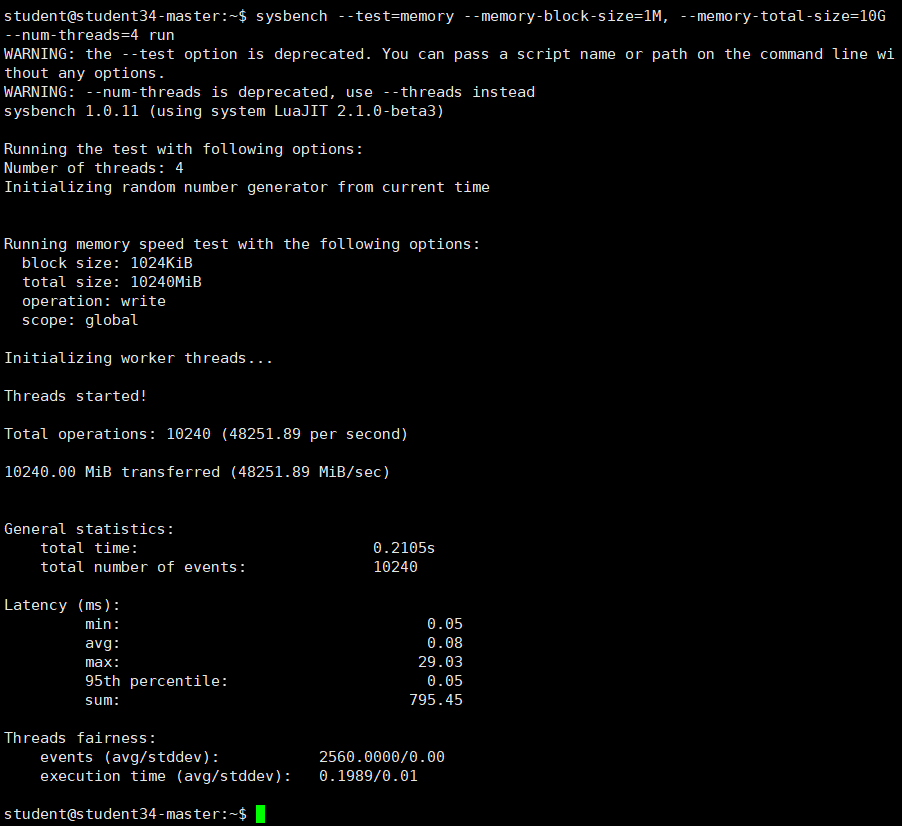 student@student34-master:~$ sysbench --test=memory --memory-block-size=1M, --memory-total-size=10G
--num-threads=4 run
WARNING: the --test option is deprecated. You can pass a script name or path on the command line wi
thout any options.
WARNING: --num-threads is deprecated, use --threads instead
sysbench 1.0.11 (using system LuaJIT 2.1.0-beta3)
Running the test with following options:
Number of threads: 4
Initializing random number generator from current time
Running memory speed test with the following options:
block size: 1024KiB
total size: 10240MiB
operation: write
scope: global
Initializing worker threads...
Threads started!
Total operations: 10240 (48251.89 per second)
10240.00 MiB transferred (48251.89 MiB/sec)
General statistics:
total time: 0.2105s
total number of events: 10240
Latency (ms):
min: 0.05
avg: 0.08
max: 29.03
95th percentile: 0.05
sum: 795.45
Threads fairness:
events (avg/stddev): 2560.0000/0.00
execution time (avg/stddev): 0.1989/0.01
student@student34-master:~$